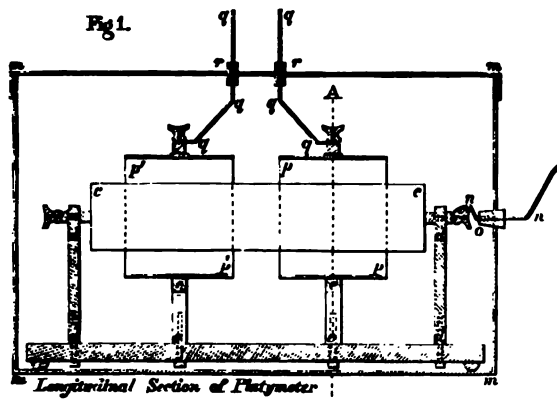 Fig 1.
q q
m r r m
q q A
q q
p' p
c c n
o n
p' p
m m
Longitudinal Section of Platymeter